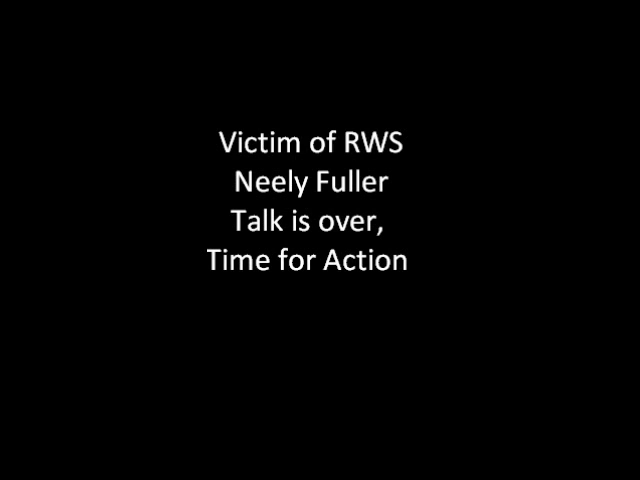 Victim of RWS
Neely Fuller
Talk is over,
Time for Action